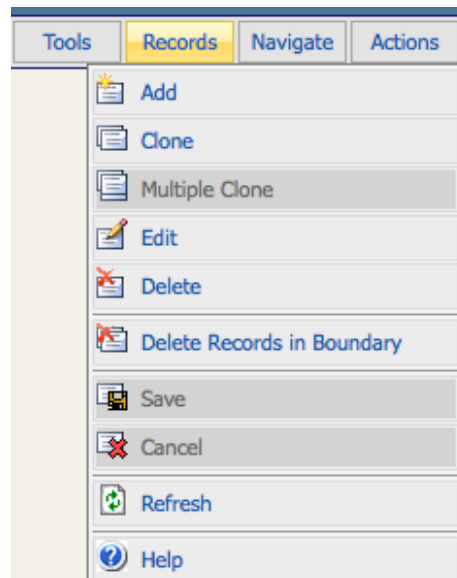 Tools Records Navigate Actions
Add
Clone
Multiple Clone
Edit
Delete
Delete Records in Boundary
Save
Cancel
Refresh
Help